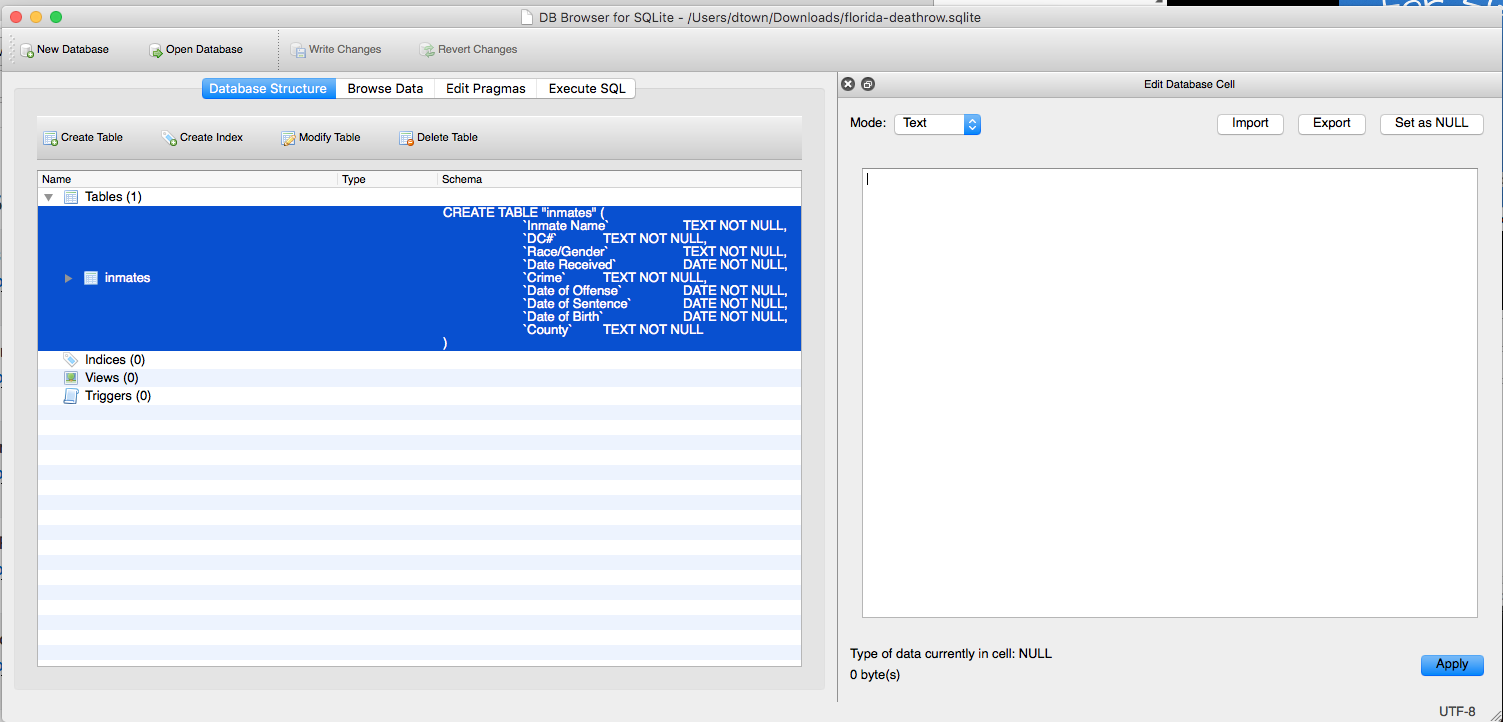 DB Browser for SQLite - /Users/dtown/Downloads/florida-deathrow.sqlite
New Database Open Database Write Changes Revert Changes
Database Structure Browse Data Edit Pragmas Execute SQL
Create Table Create Index Modify Table Delete Table
Name Type Schema
Tables (1)
inmates
CREATE TABLE "inmates" (
`Inmate Name` TEXT NOT NULL,
`DC#` TEXT NOT NULL,
`Race/Gender` TEXT NOT NULL,
`Date Received` DATE NOT NULL,
`Crime` TEXT NOT NULL,
`Date of Offense` DATE NOT NULL,
`Date of Sentence` DATE NOT NULL,
`Date of Birth` DATE NOT NULL,
`County` TEXT NOT NULL
)
Indices (0)
Views (0)
Triggers (0)
Edit Database Cell
Mode: Text Import Export Set as NULL
Type of data currently in cell: NULL
0 byte(s)
Apply
UTF-8